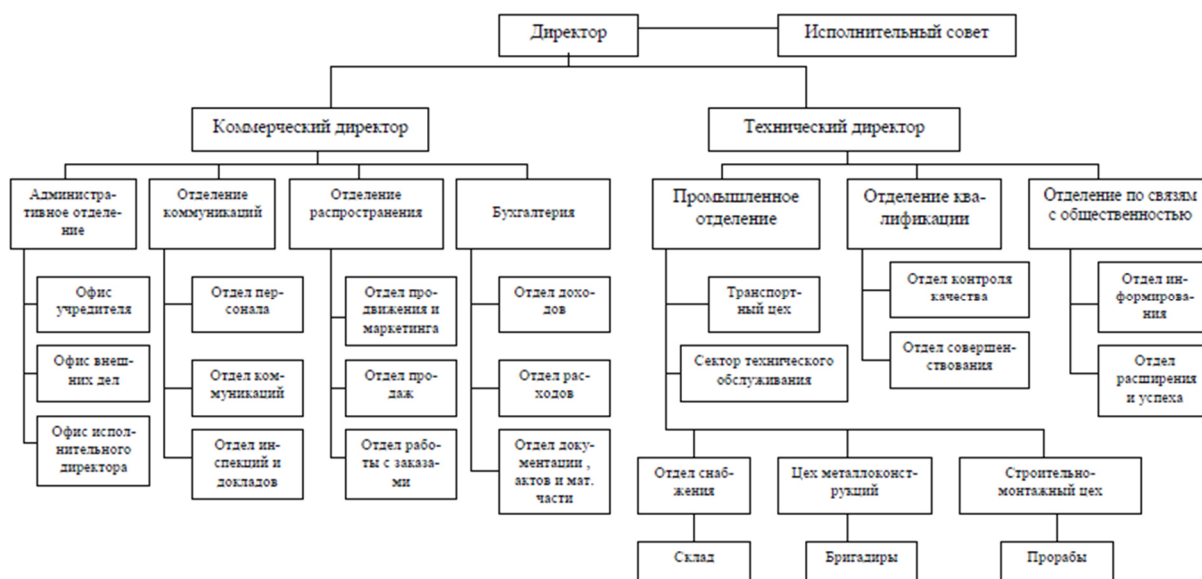 Директор
Исполнительный совет
Коммерческий директор
Технический директор
Административное отделе-
ние
Отделение
коммуникаций
Отделение
распространения
Бухгалтерия
Промышленное
отделение
Отделение ква-
лификации
Отделение по связям
с общественностью
Офис
учредителя
Офис внеш-
них дел
Офис испол-
нительного
директора
Отдел пер-
сонала
Отдел ком-
муникаций
Отдел ин-
спекций и
докладов
Отдел про-
движения и
маркетинга
Отдел про-
даж
Отдел рабо-
ты с заказа-
ми
Отдел дохо-
дов
Отдел рас-
ходов
Отдел доку-
ментации ,
актов и мат.
части
Транспорт-
ный цех
Сектор технического
обслуживания
Отдел контроля
качества
Отдел совершен-
ствования
Отдел ин-
формирова-
ния
Отдел
расширения
и успеха
Отдел снаб-
жения
Цех металлоконст-
рукций
Строительно-
монтажный цех
Склад
Бригадиры
Прорабы